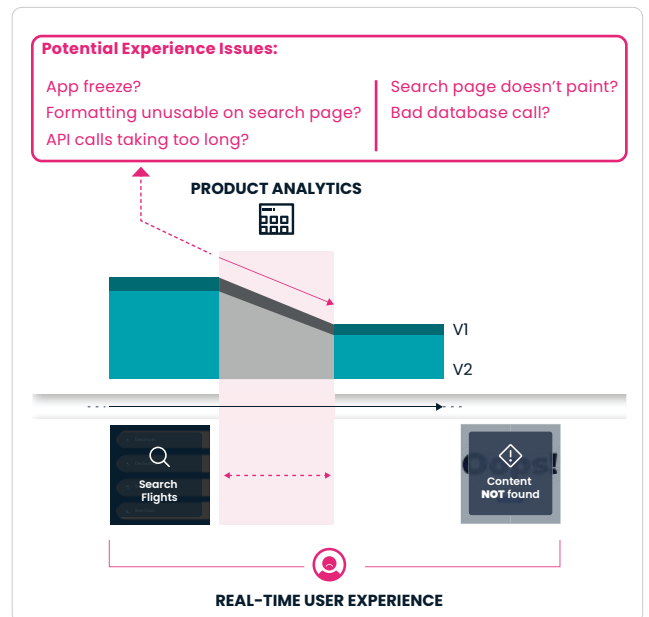 Potential Experience Issues:
App freeze?
Formatting unusable on search page?
API calls taking too long?
Search page doesn’t paint?
Bad database call?
PRODUCT ANALYTICS
V1
V2
Search
Flights
Oops!
Content
NOT found
REAL-TIME USER EXPERIENCE